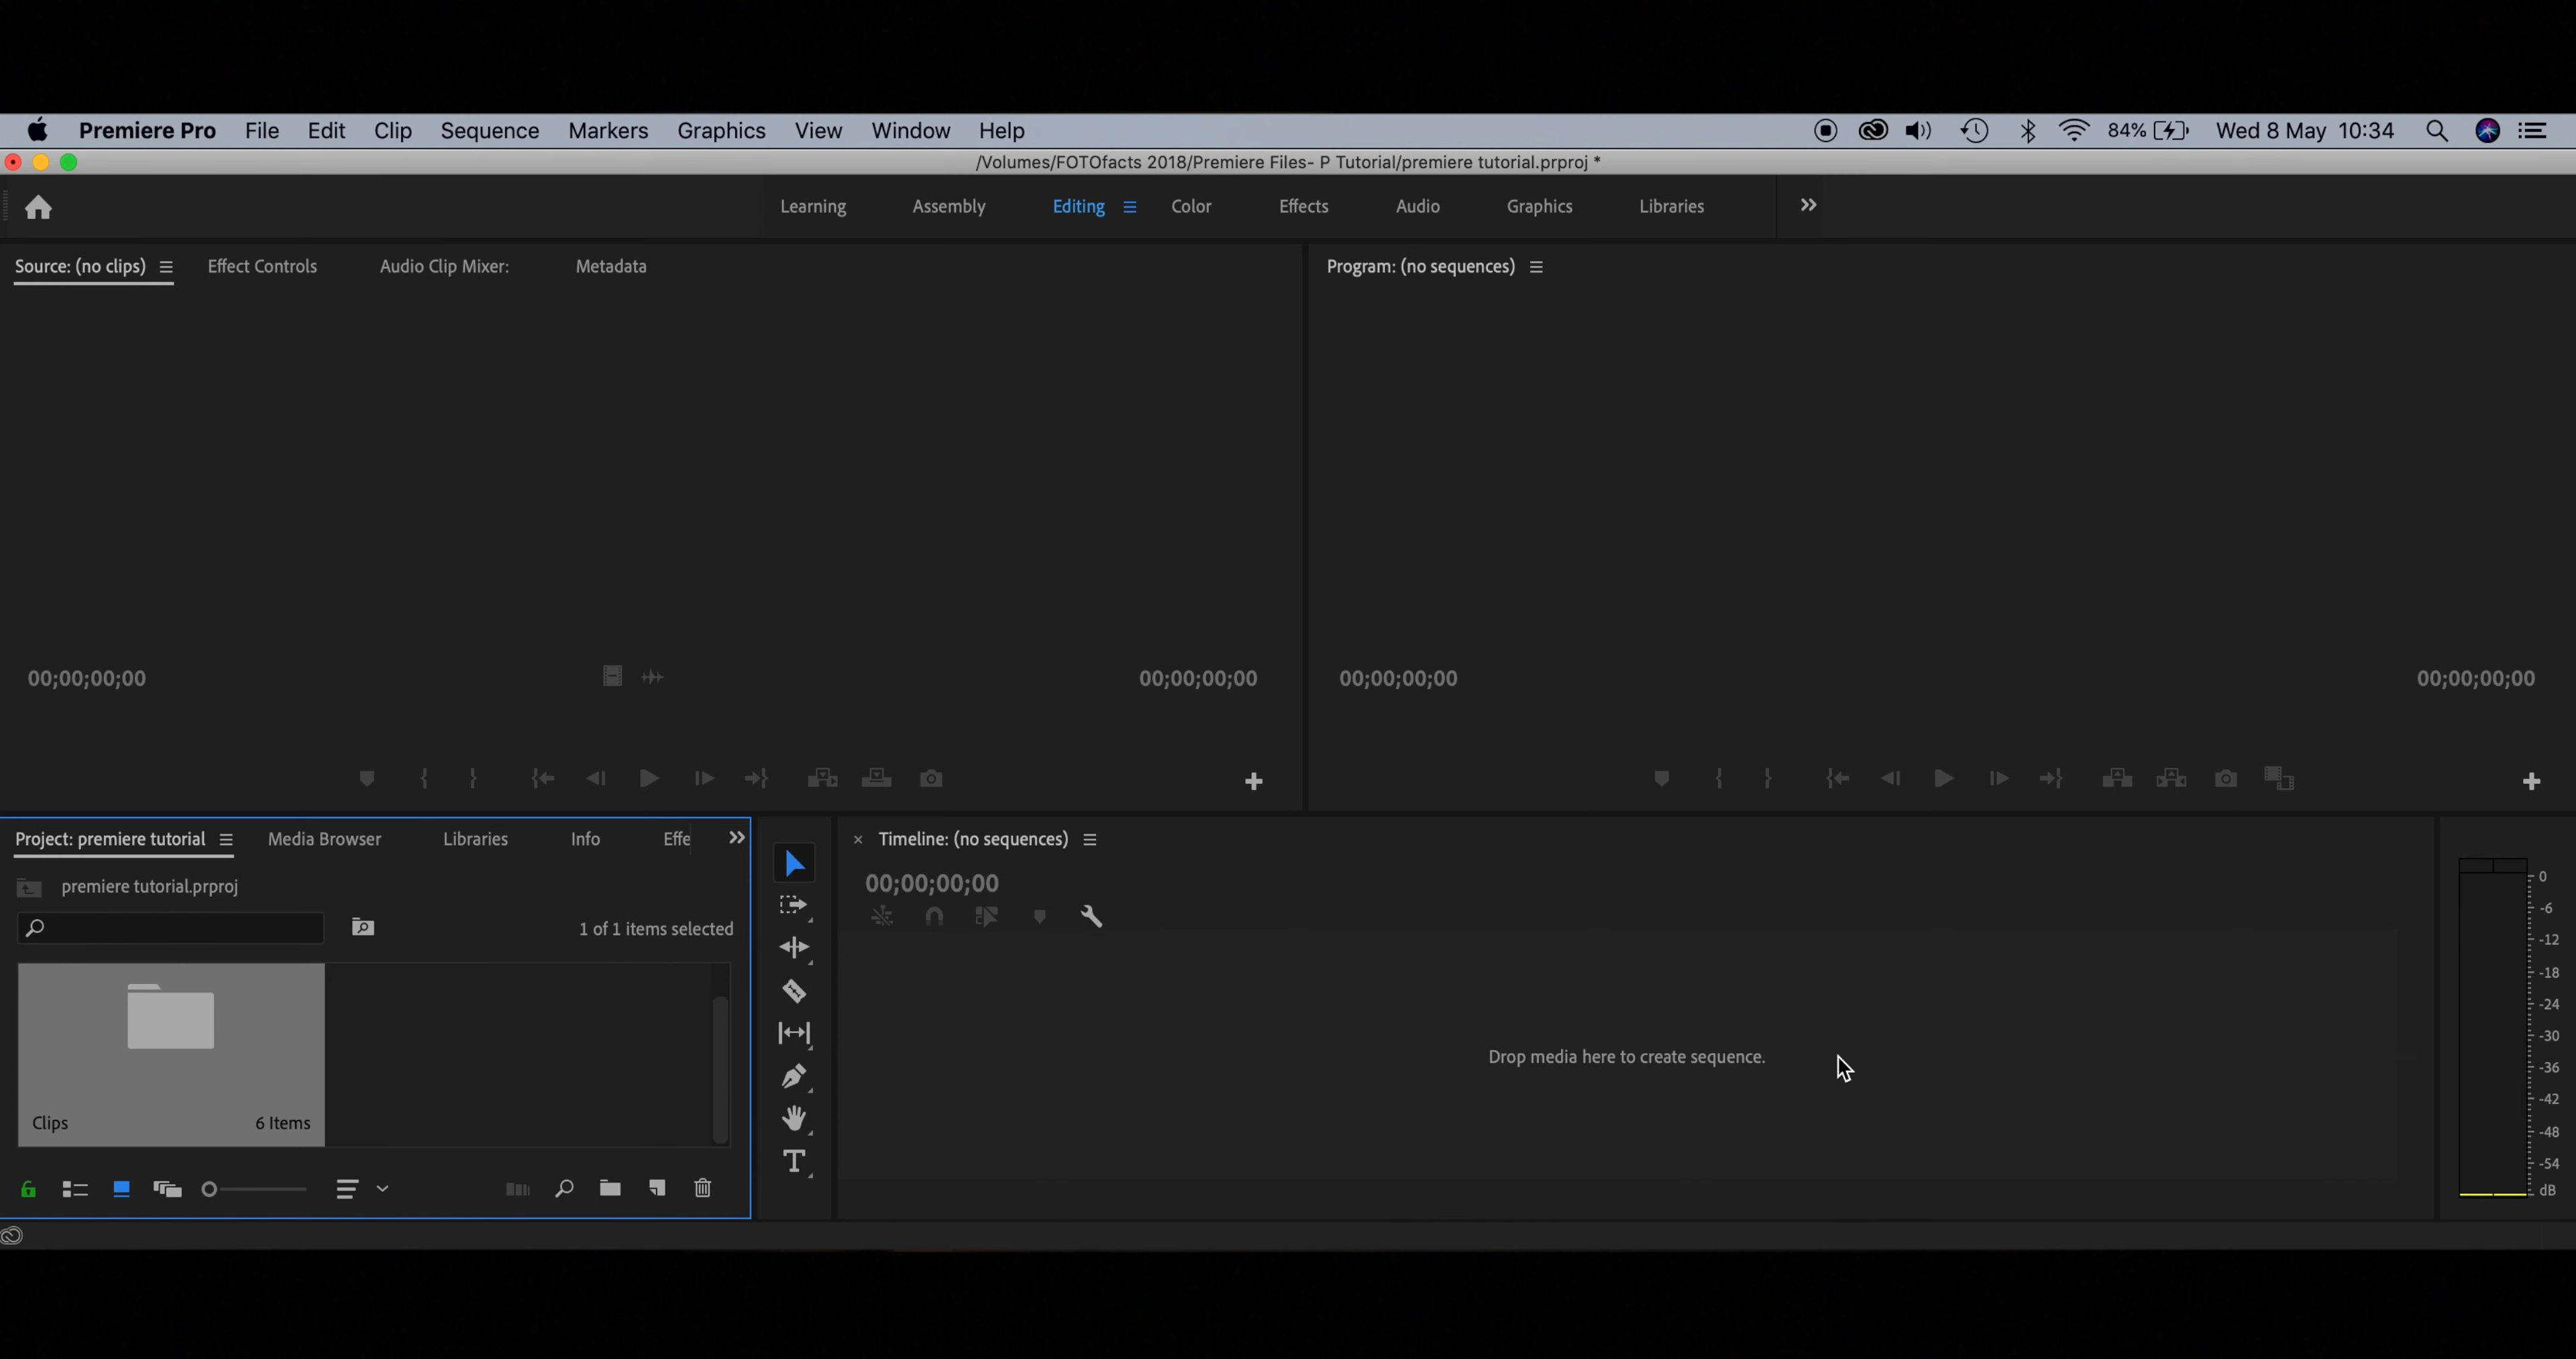 Premiere Pro File Edit Clip Sequence Markers Graphics View Window Help 84% Wed 8 May 10:34
/Volumes/FOTOfacts 2018/Premiere Files- P Tutorial/premiere tutorial.prproj *
Learning Assembly Editing Color Effects Audio Graphics Libraries
Source: (no clips) Effect Controls Audio Clip Mixer: Metadata
Program: (no sequences)
00;00;00;00 00;00;00;00
00;00;00;00 00;00;00;00
Project: premiere tutorial Media Browser Libraries Info Effe
premiere tutorial.prproj
1 of 1 items selected
Clips 6 Items
Timeline: (no sequences)
00;00;00;00
Drop media here to create sequence.
0
-6
-12
-18
-24
-30
-36
-42
-48
-54
dB